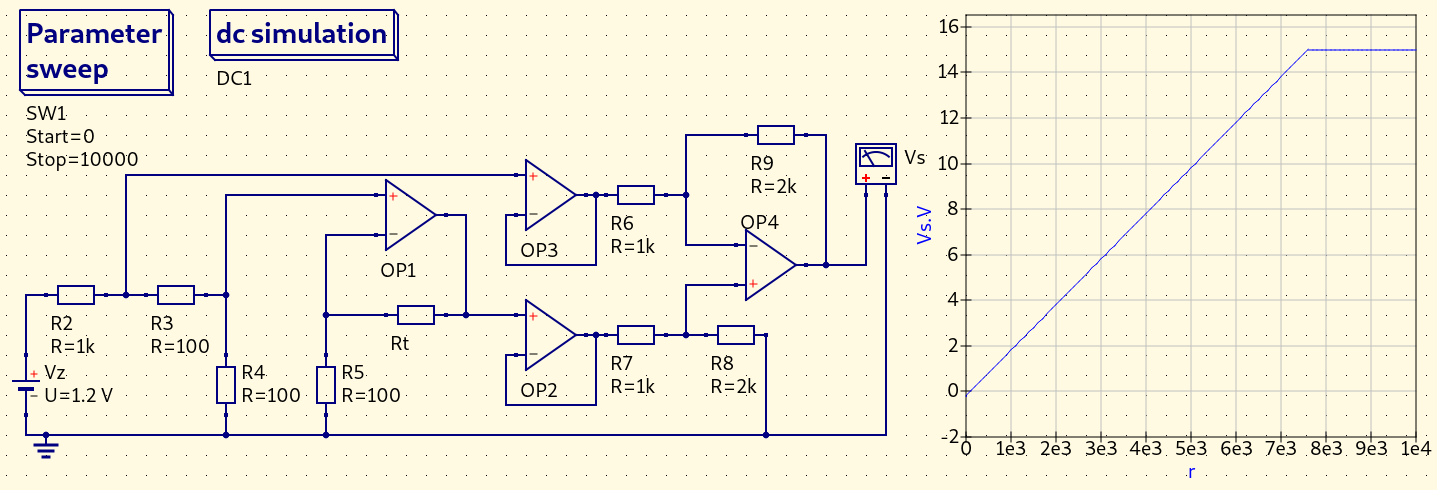 Parameter
sweep
dc simulation
DC1
SW1
Start=0
Stop=10000
R2
R=1k
R3
R=100
Vz
U=1.2 V
R4
R=100
R5
R=100
OP1
Rt
OP3
OP2
R6
R=1k
R7
R=1k
R9
R=2k
OP4
R8
R=2k
Vs
Vs.V
16
14
12
10
8
6
4
2
0
-2
0 1e3 2e3 3e3 4e3 5e3 6e3 7e3 8e3 9e3 1e4
r